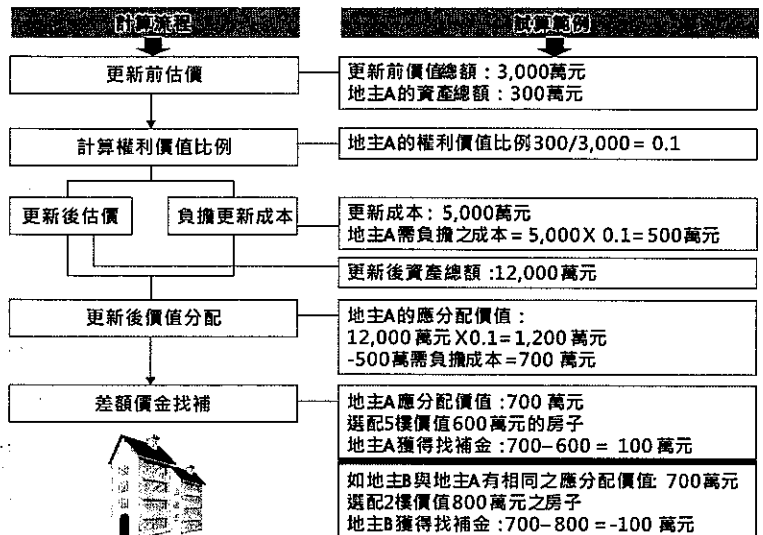 計算流程
試算範例
更新前估價
更新前價值總額：3,000萬元
地主A的資產總額：300萬元
計算權利價值比例
地主A的權利價值比例300/3,000= 0.1
更新後估價
負擔更新成本
更新成本：5,000萬元
地主A需負擔之成本= 5,000X 0.1=500萬元
更新後資產總額：12,000萬元
更新後價值分配
地主A的應分配價值：
12,000 萬元 X0.1=1,200 萬元
-500萬需負擔成本=700 萬元
差額價金找補
地主A應分配價值：700 萬元
選配5樓價值600萬元的房子
地主A獲得找補金：700–600 = 100萬元
如地主B與地主A有相同之應分配價值: 700萬元
選配2樓價值800萬元之房子
地主B獲得找補金：700–800 =-100 萬元